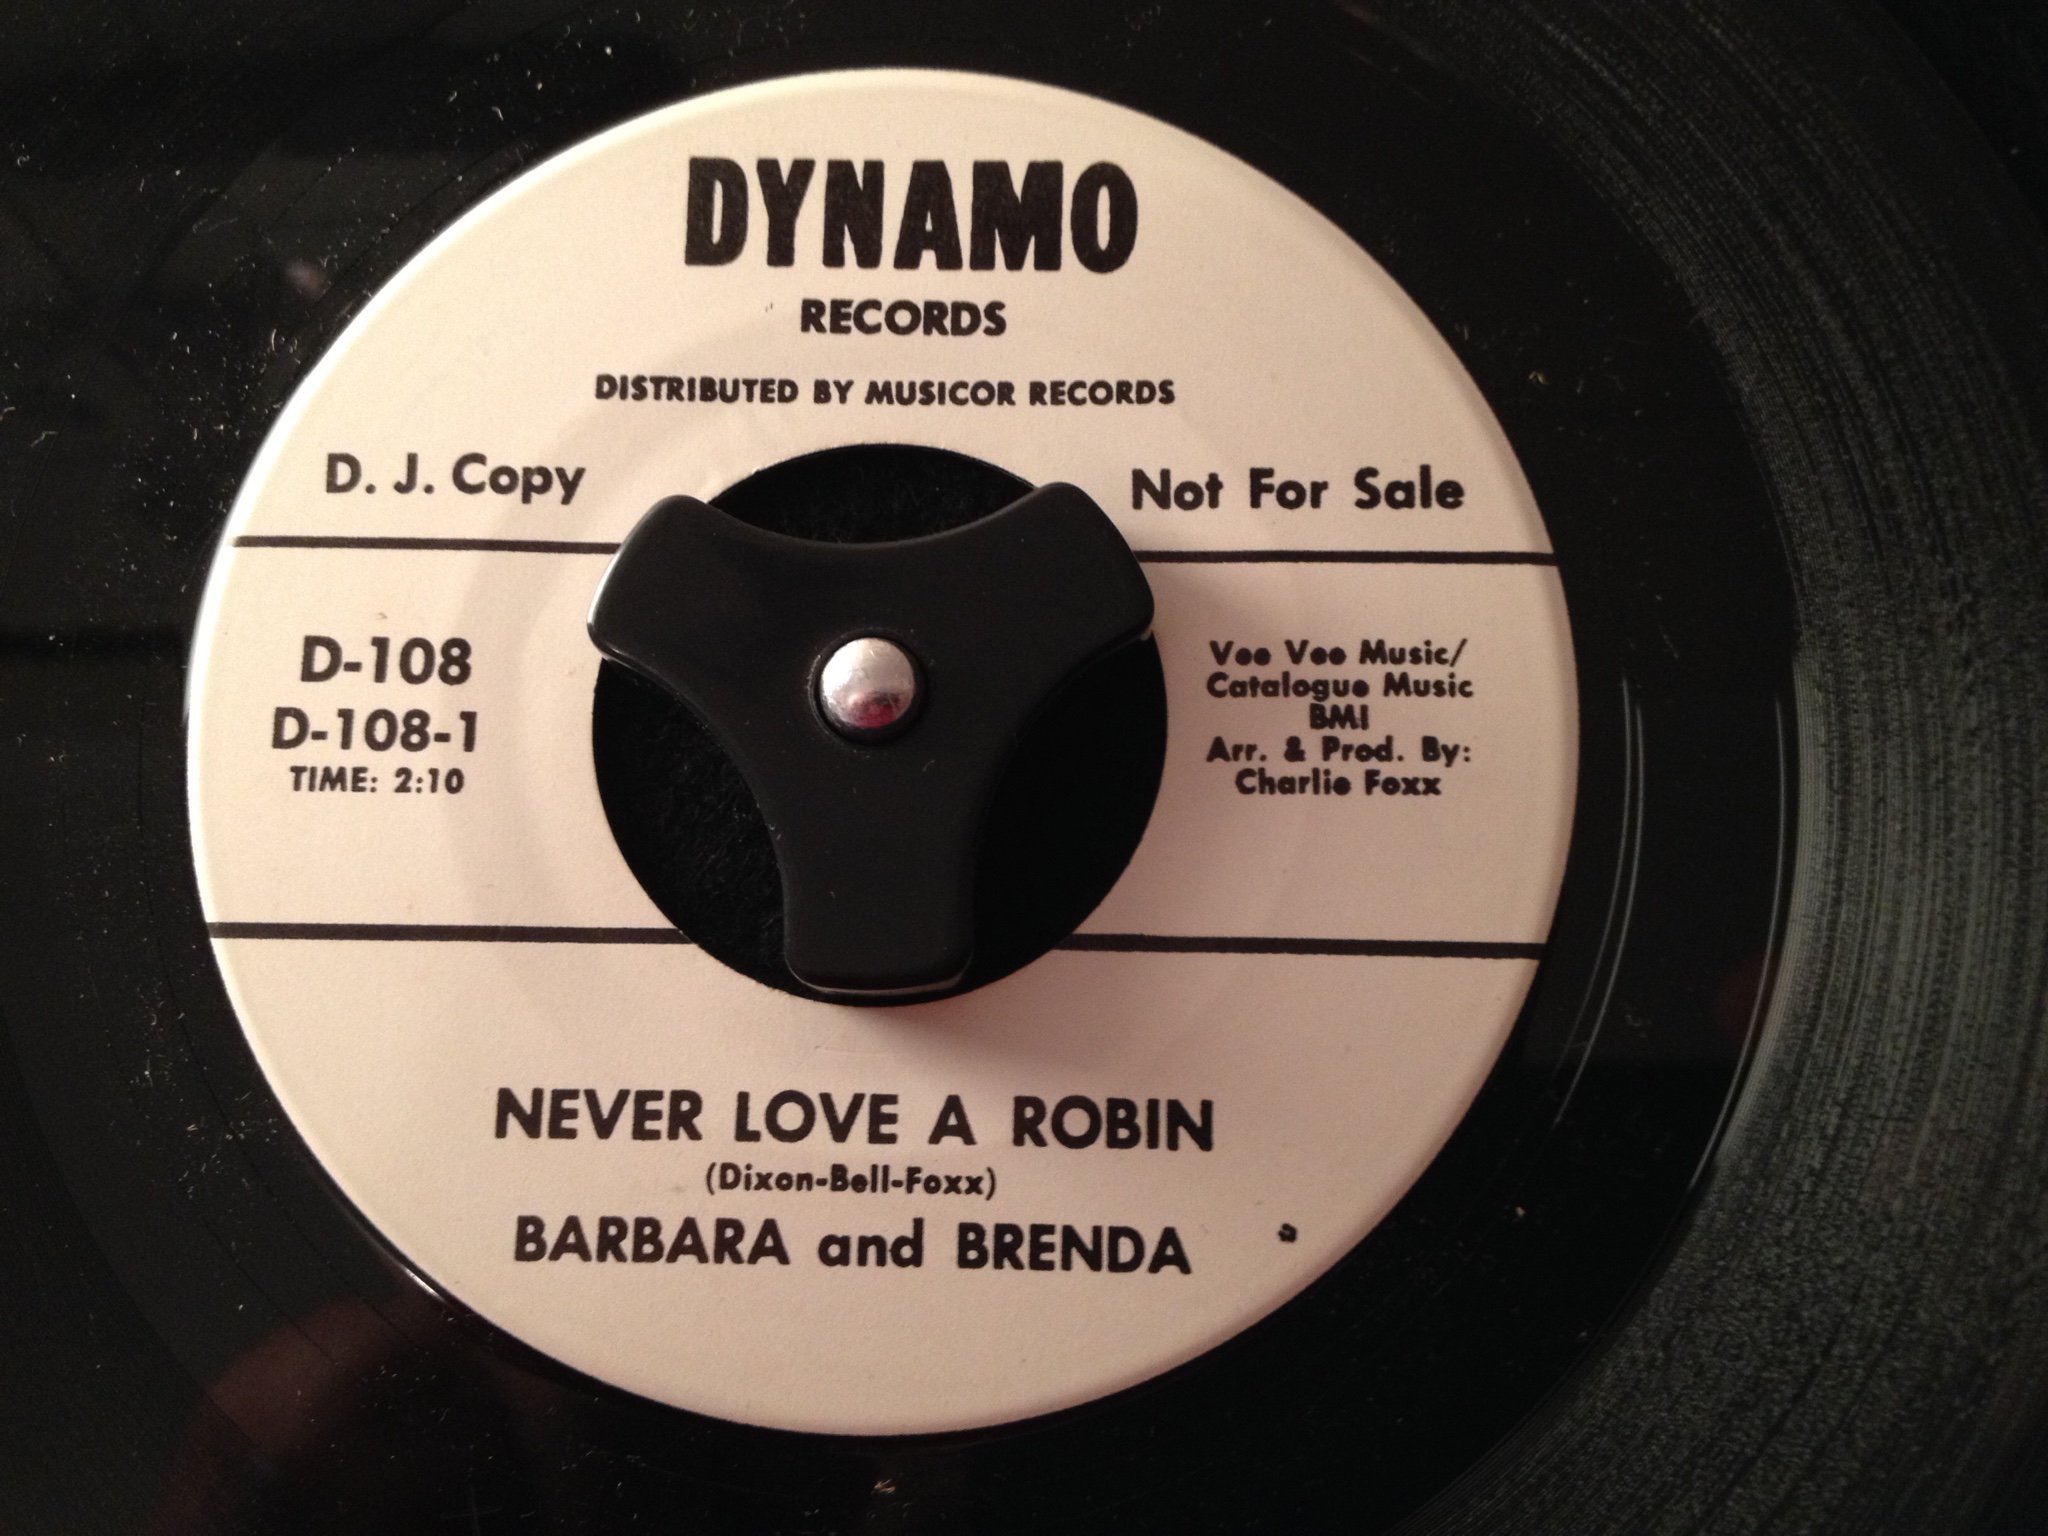 DYNAMO
RECORDS
DISTRIBUTED BY MUSICOR RECORDS
D. J. Copy
Not For Sale
D-108
D-108-1
TIME: 2:10
Vee Vee Music/
Catalogue Music
BMI
Arr. & Prod. By:
Charlie Foxx
NEVER LOVE A ROBIN
(Dixon-Bell-Foxx)
BARBARA and BRENDA